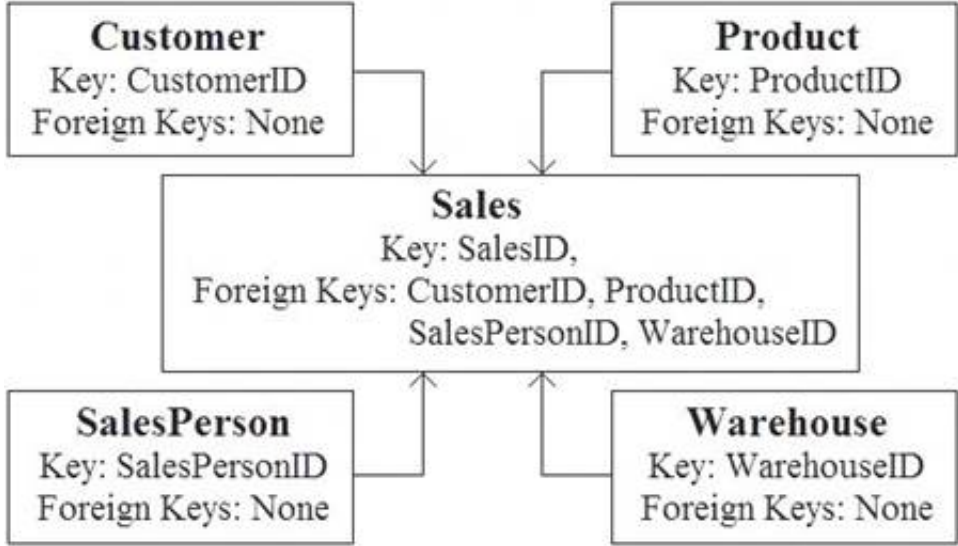 Customer
Key: CustomerID
Foreign Keys: None
Product
Key: ProductID
Foreign Keys: None
Sales
Key: SalesID,
Foreign Keys: CustomerID, ProductID,
SalesPersonID, WarehouseID
SalesPerson
Key: SalesPersonID
Foreign Keys: None
Warehouse
Key: WarehouseID
Foreign Keys: None